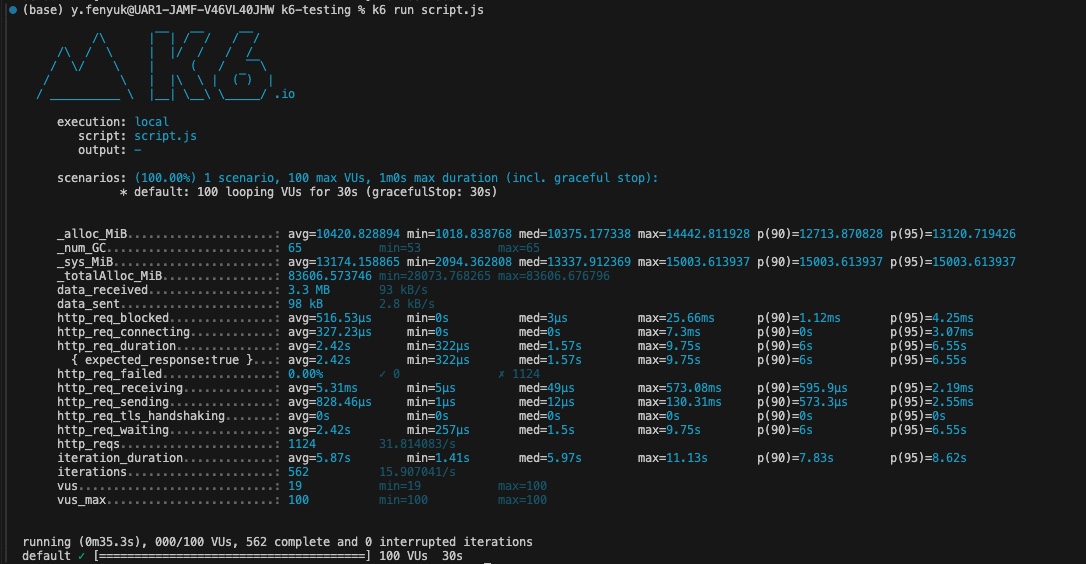 (base) y.fenyuk@UAR1-JAMF-V46VL40JHW k6-testing % k6 run script.js
.io
execution: local
script: script.js
output: -
scenarios: (100.00%) 1 scenario, 100 max VUs, 1m0s max duration (incl. graceful stop):
* default: 100 looping VUs for 30s (gracefulStop: 30s)
_alloc_MiB......................: avg=10420.828894 min=1018.838768 med=10375.177338 max=14442.811928 p(90)=12713.870828 p(95)=13120.719426
_num_GC.........................: 65 min=53 max=65
_sys_MiB........................: avg=13174.158865 min=2094.362808 med=13337.912369 max=15003.613937 p(90)=15003.613937 p(95)=15003.613937
_totalAlloc_MiB.................: 83606.573746 min=28073.768265 max=83606.676796
data_received...................: 3.3 MB 93 kB/s
data_sent.......................: 98 kB 2.8 kB/s
http_req_blocked................: avg=516.53µs min=0s med=3µs max=25.66ms p(90)=1.12ms p(95)=4.25ms
http_req_connecting.............: avg=327.23µs min=0s med=0s max=7.3ms p(90)=0s p(95)=3.07ms
http_req_duration...............: avg=2.42s min=322µs med=1.57s max=9.75s p(90)=6s p(95)=6.55s
{ expected_response:true }...: avg=2.42s min=322µs med=1.57s max=9.75s p(90)=6s p(95)=6.55s
http_req_failed.................: 0.00% ✓ 0 ✗ 1124
http_req_receiving..............: avg=5.31ms min=5µs med=49µs max=573.08ms p(90)=595.9µs p(95)=2.19ms
http_req_sending................: avg=828.46µs min=1µs med=12µs max=130.31ms p(90)=573.3µs p(95)=2.55ms
http_req_tls_handshaking........: avg=0s min=0s med=0s max=0s p(90)=0s p(95)=0s
http_req_waiting................: avg=2.42s min=257µs med=1.5s max=9.75s p(90)=6s p(95)=6.55s
http_reqs.......................: 1124 31.814083/s
iteration_duration..............: avg=5.87s min=1.41s med=5.97s max=11.13s p(90)=7.83s p(95)=8.62s
iterations......................: 562 15.907041/s
vus.............................: 19 min=19 max=100
vus_max.........................: 100 min=100 max=100
running (0m35.3s), 000/100 VUs, 562 complete and 0 interrupted iterations
default ✓ [======================================] 100 VUs 30s